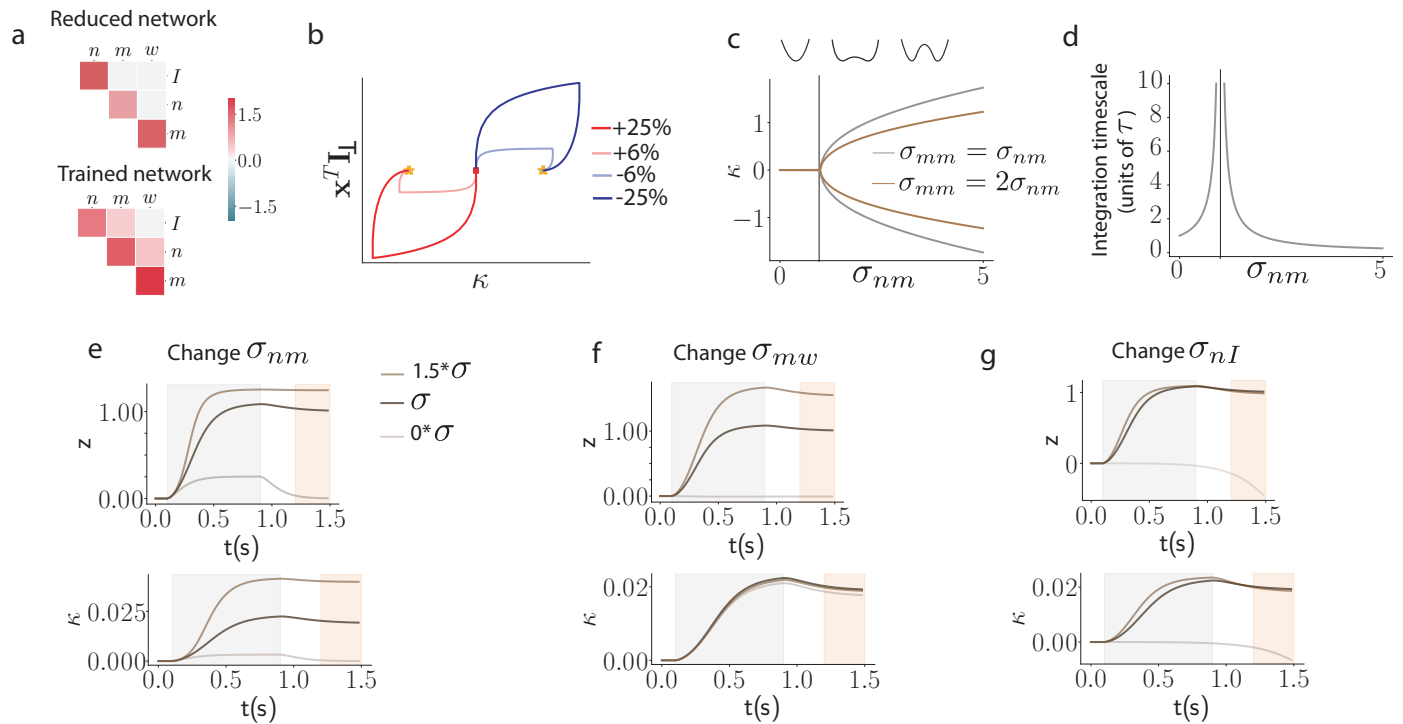 a
Reduced network
n m w
I
n
m
1.5
0.0
−1.5
Trained network
n m w
I
n
m
b
x^T I_⊥
κ
+25%
+6%
-6%
-25%
c
κ
1
0
−1
σ_mm = σ_nm
σ_mm = 2σ_nm
0 5
σ_nm
d
Integration timescale
(units of τ)
10
8
6
4
2
0
0 5
σ_nm
e
Change σ_nm
z
1.00
0.00
0.0 0.5 1.0 1.5
t(s)
1.5*σ
σ
0*σ
κ
0.025
0.000
0.0 0.5 1.0 1.5
t(s)
f
Change σ_mw
z
1.00
0.00
0.0 0.5 1.0 1.5
t(s)
κ
0.02
0.00
0.0 0.5 1.0 1.5
t(s)
g
Change σ_nI
z
1
1
0.0 0.5 1.0 1.5
t(s)
κ
0.02
0.00
0.0 0.5 1.0 1.5
t(s)